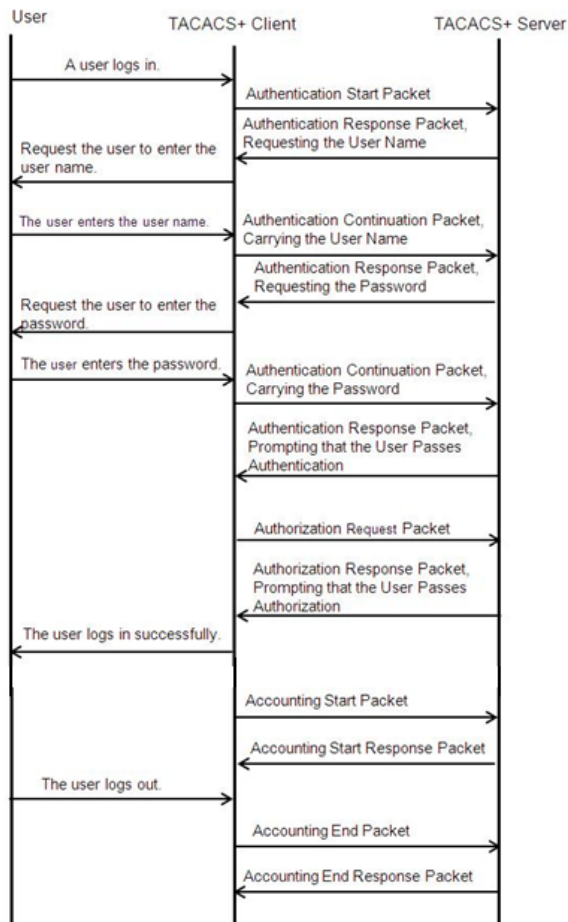 User
TACACS+ Client
TACACS+ Server
A user logs in.
Authentication Start Packet
Authentication Response Packet,
Requesting the User Name
Request the user to enter the
user name.
The user enters the user name.
Authentication Continuation Packet,
Carrying the User Name
Authentication Response Packet,
Requesting the Password
Request the user to enter the
password.
The user enters the password.
Authentication Continuation Packet,
Carrying the Password
Authentication Response Packet,
Prompting that the User Passes
Authentication
Authorization Request Packet
Authorization Response Packet,
Prompting that the User Passes
Authorization
The user logs in successfully.
Accounting Start Packet
Accounting Start Response Packet
The user logs out.
Accounting End Packet
Accounting End Response Packet